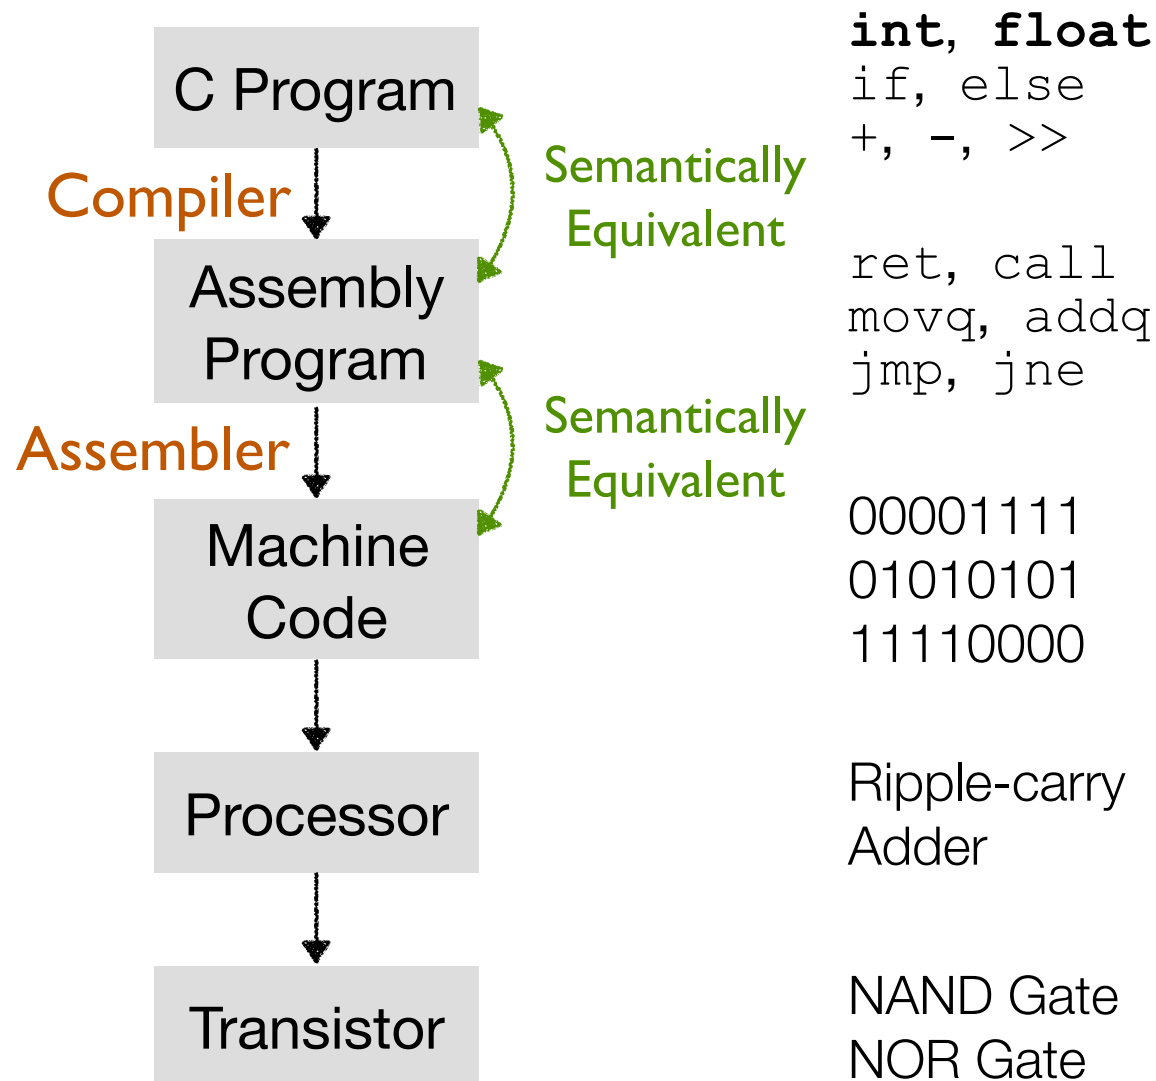 C Program
int, float
if, else
+, -, >>
Compiler
Semantically
Equivalent
Assembly
Program
ret, call
movq, addq
jmp, jne
Assembler
Semantically
Equivalent
Machine
Code
00001111
01010101
11110000
Processor
Ripple-carry
Adder
Transistor
NAND Gate
NOR Gate